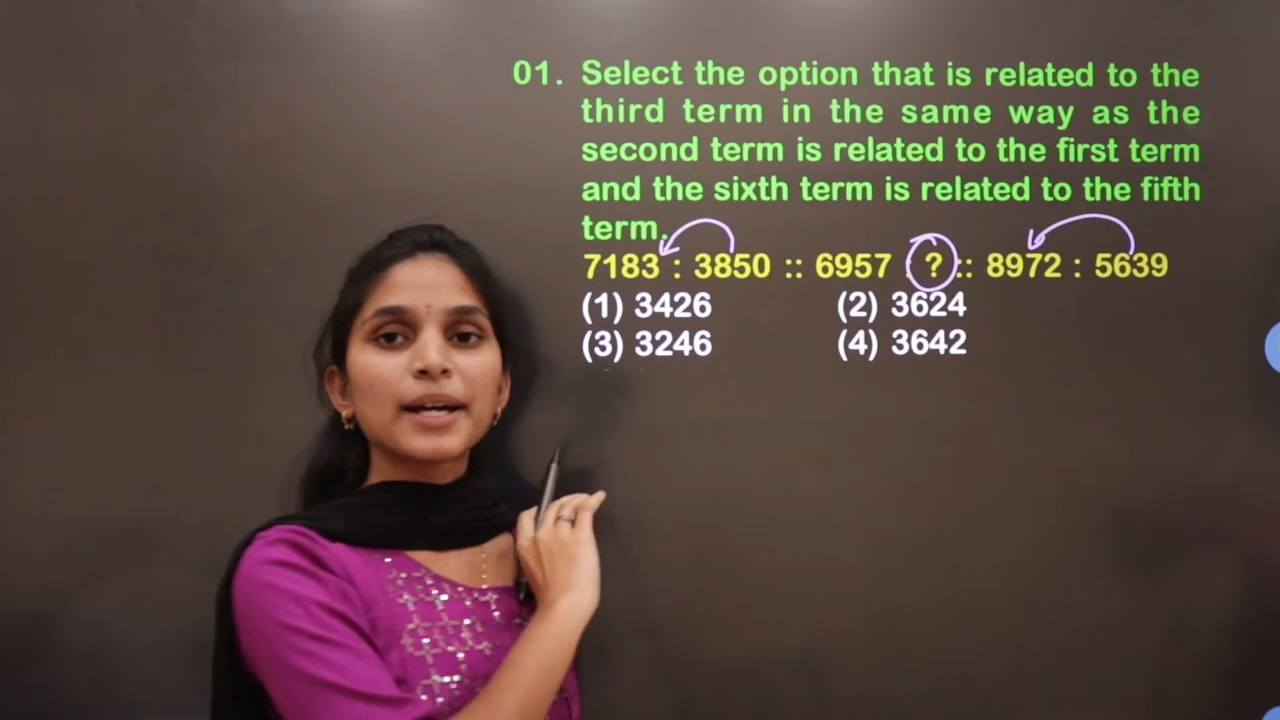 01. Select the option that is related to the
third term in the same way as the
second term is related to the first term
and the sixth term is related to the fifth
term.
7183 : 3850 :: 6957 : ? :: 8972 : 5639
(1) 3426 (2) 3624
(3) 3246 (4) 3642